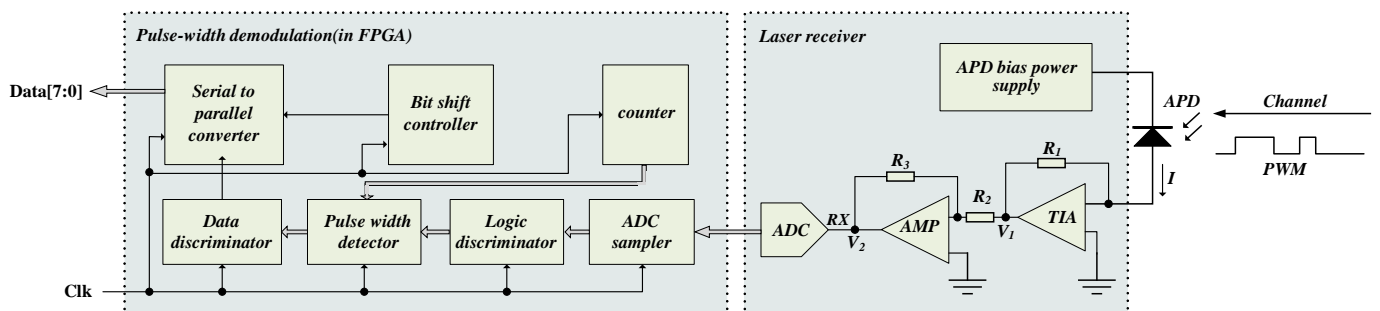 Pulse-width demodulation(in FPGA)
Laser receiver
Data[7:0]
Serial to
parallel
converter
Bit shift
controller
counter
APD bias power
supply
APD
Channel
PWM
I
R3
R1
R2
Data
discriminator
Pulse width
detector
Logic
discriminator
ADC
sampler
ADC
RX
V2
AMP
V1
TIA
Clk